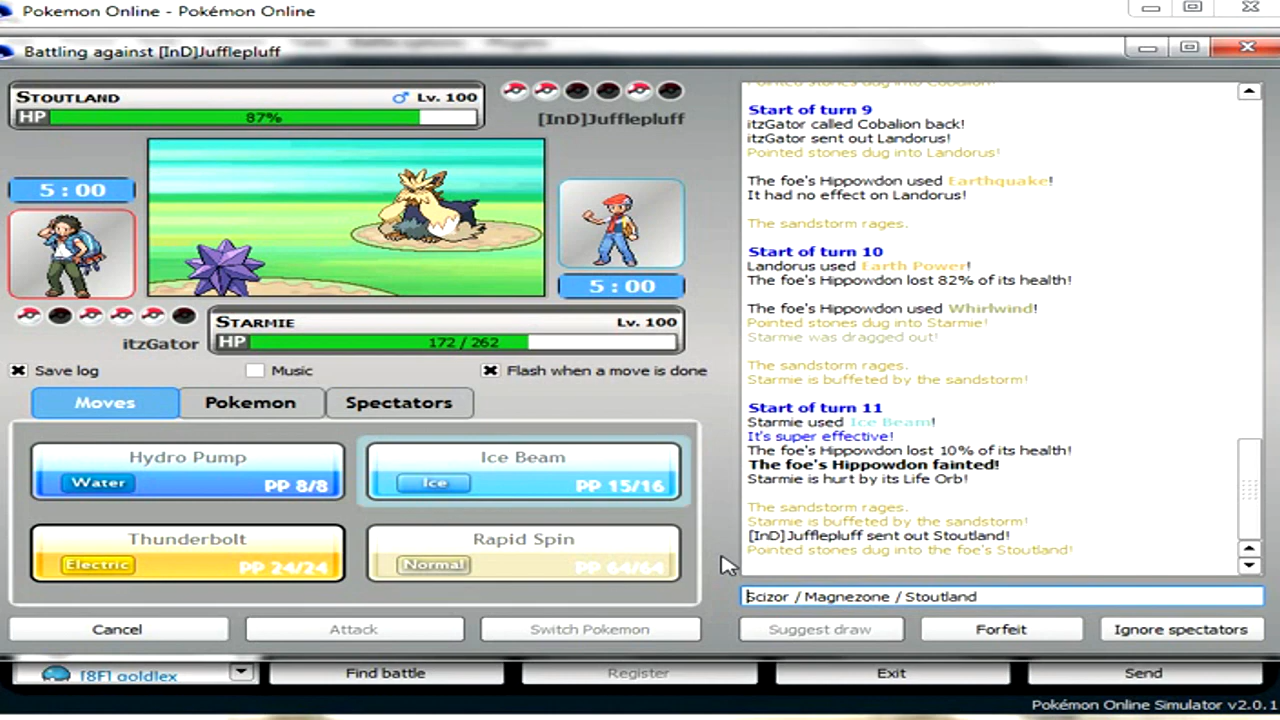 Pokemon Online - Pokémon Online
Battling against [InD]Jufflepluff
STOUTLAND ♂ Lv. 100
HP 87%
[InD]Jufflepluff
5 : 00
5 : 00
STARMIE Lv. 100
HP 172 / 262
itzGator
Save log
Music
Flash when a move is done
Moves
Pokemon
Spectators
Hydro Pump
Water PP 8/8
Ice Beam
Ice PP 15/16
Thunderbolt
Electric PP 24/24
Rapid Spin
Normal PP 64/64
Cancel
Attack
Switch Pokemon
Pointed stones dug into Cobalion!
Start of turn 9
itzGator called Cobalion back!
itzGator sent out Landorus!
Pointed stones dug into Landorus!
The foe's Hippowdon used Earthquake!
It had no effect on Landorus!
The sandstorm rages.
Start of turn 10
Landorus used Earth Power!
The foe's Hippowdon lost 82% of its health!
The foe's Hippowdon used Whirlwind!
Pointed stones dug into Starmie!
Starmie was dragged out!
The sandstorm rages.
Starmie is buffeted by the sandstorm!
Start of turn 11
Starmie used Ice Beam!
It's super effective!
The foe's Hippowdon lost 10% of its health!
The foe's Hippowdon fainted!
Starmie is hurt by its Life Orb!
The sandstorm rages.
Starmie is buffeted by the sandstorm!
[InD]Jufflepluff sent out Stoutland!
Pointed stones dug into the foe's Stoutland!
Scizor / Magnezone / Stoutland
Suggest draw
Forfeit
Ignore spectators
[8F] goldlex
Find battle
Register
Exit
Send
Pokémon Online Simulator v2.0.1